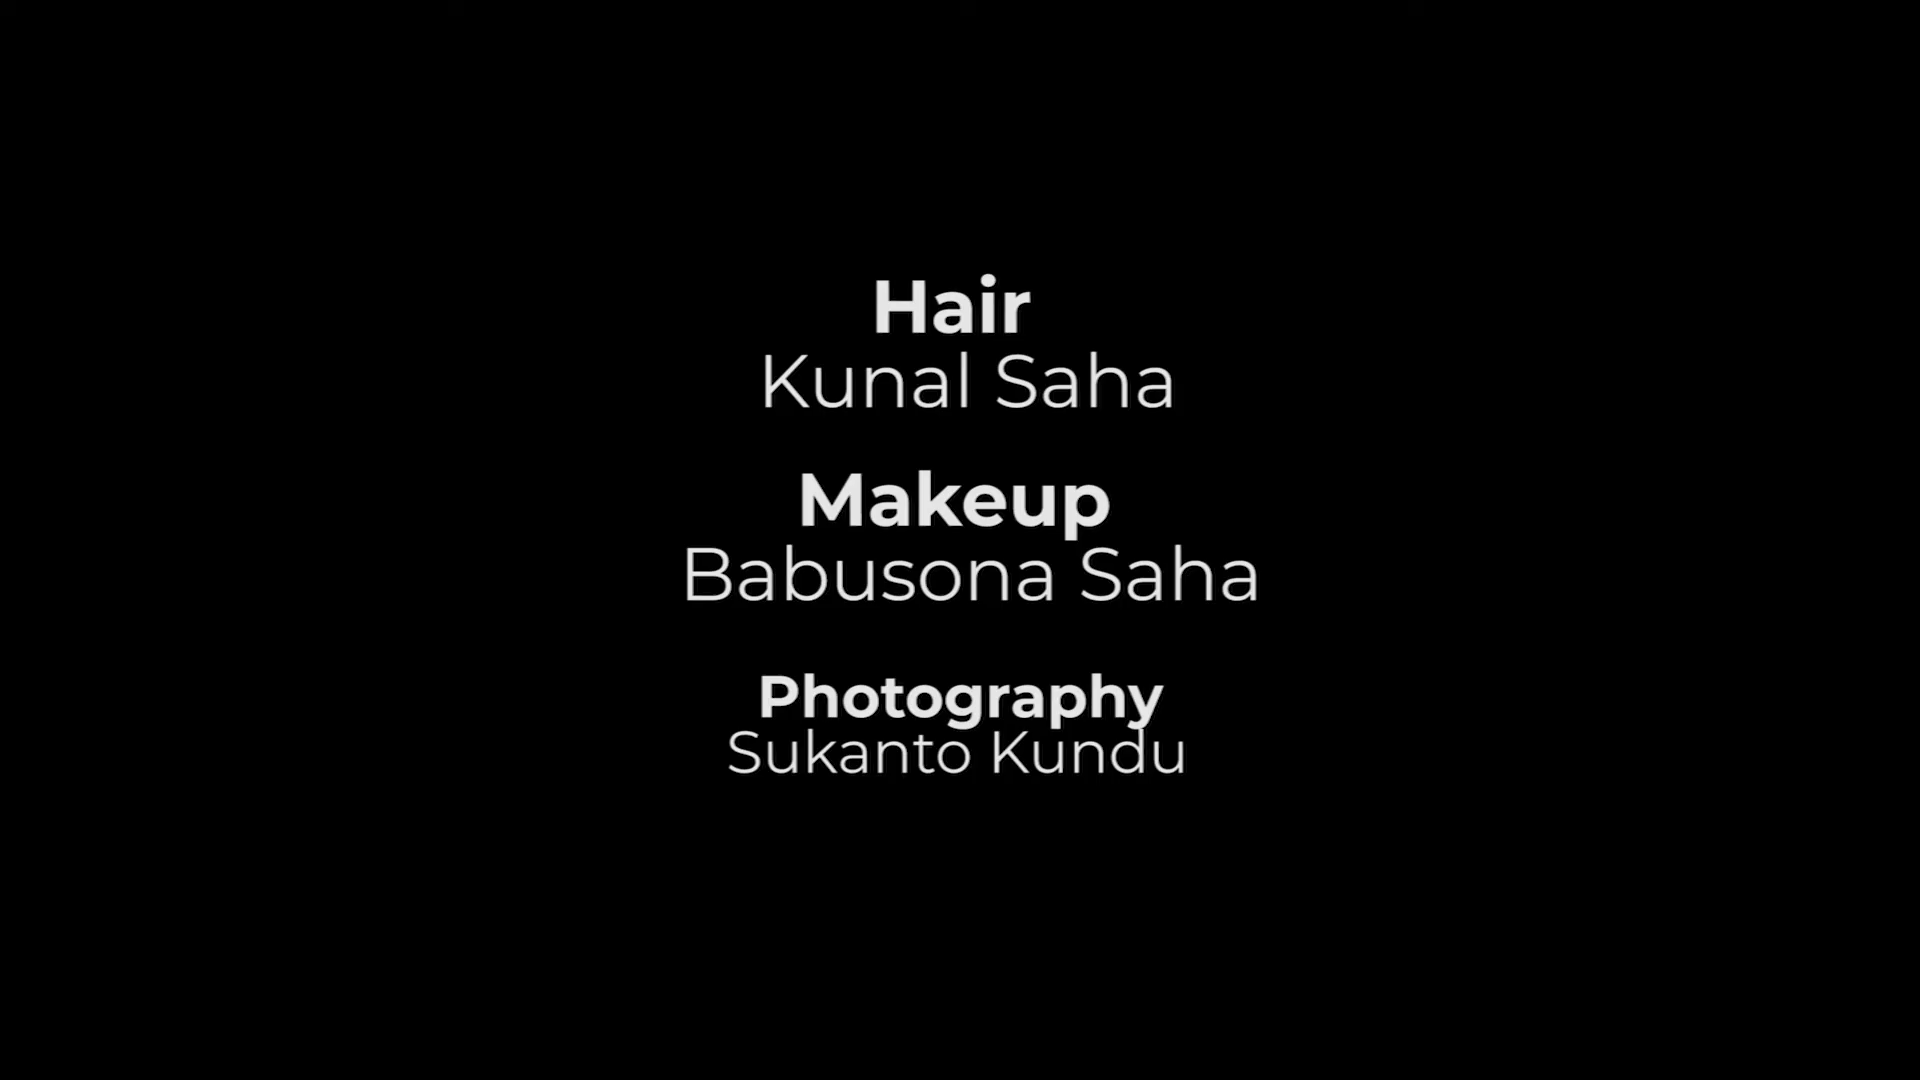 Hair
Kunal Saha
Makeup
Babusona Saha
Photography
Sukanto Kundu